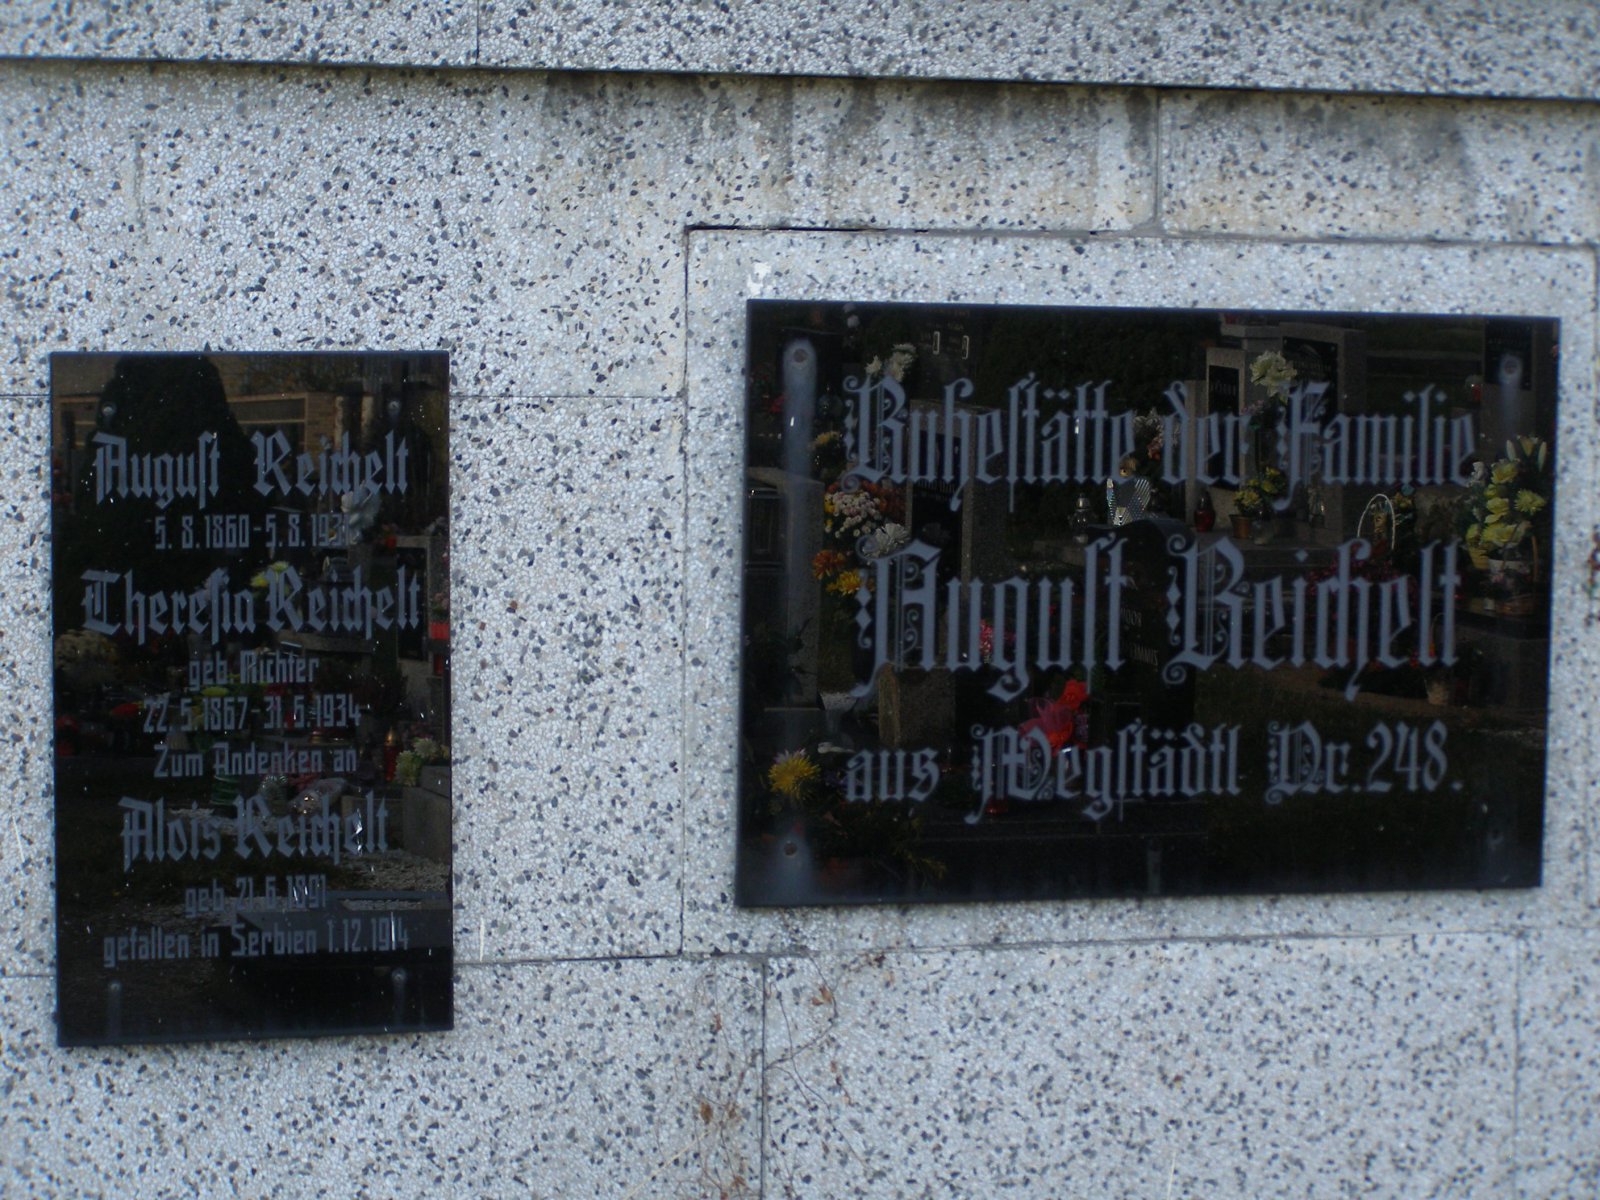 August Reichelt
5. 8. 1860-5. 8. 193
Theresia Reichelt
geb. Richter
22. 5. 1867-31. 6. 1934
Zum Andenken an
Alois Reichelt
geb. 21. 6. 1891
gefallen in Serbien 1. 12. 1914
Ruhestätte der Familie
August Reichelt
aus Wegstädtl Nr. 248.